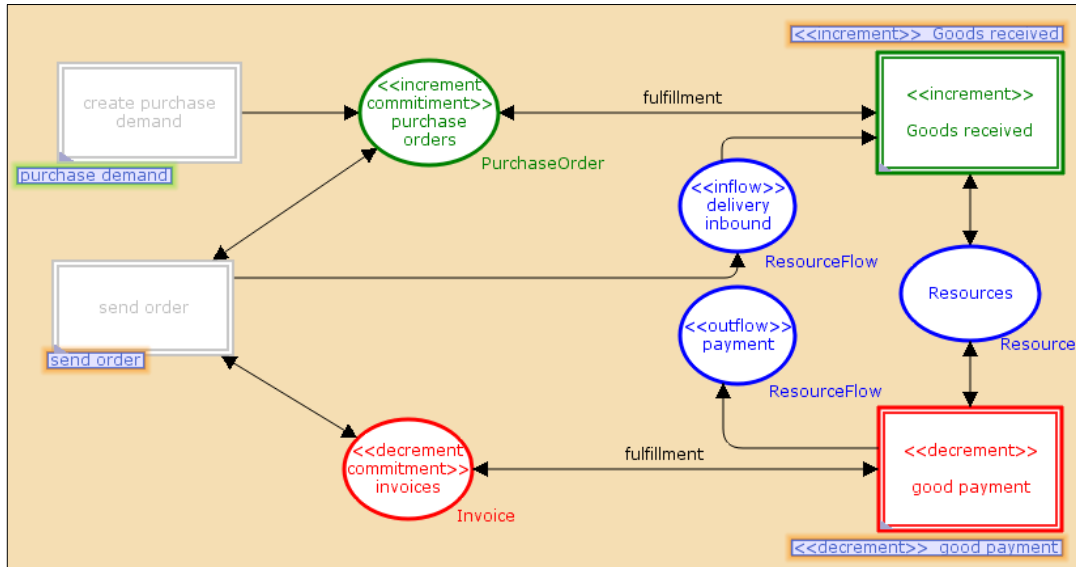 <<increment>> Goods received
create purchase
demand
purchase demand
<<increment
commitiment>>
purchase
orders
PurchaseOrder
fulfillment
<<increment>>
Goods received
<<inflow>>
delivery
inbound
ResourceFlow
send order
send order
<<outflow>>
payment
ResourceFlow
Resources
Resource
<<decrement
commitment>>
invoices
Invoice
fulfillment
<<decrement>>
good payment
<<decrement>> good payment